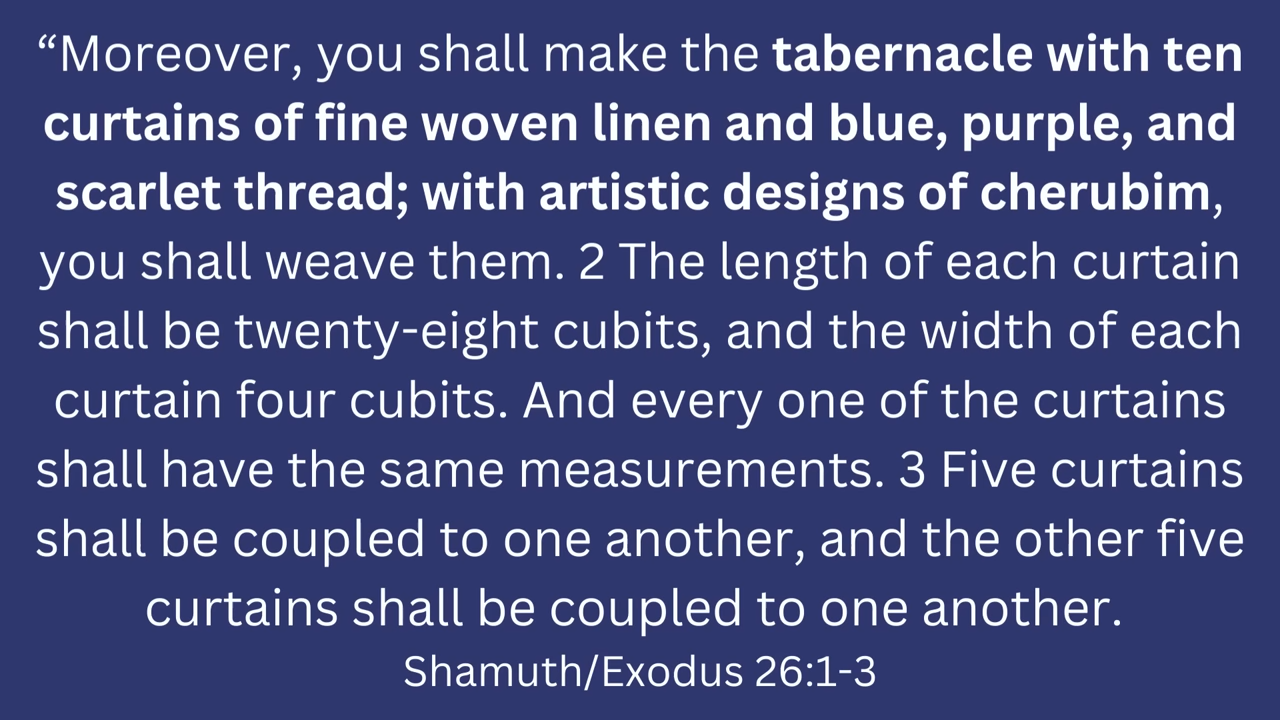 “Moreover, you shall make the tabernacle with ten
curtains of fine woven linen and blue, purple, and
scarlet thread; with artistic designs of cherubim,
you shall weave them. 2 The length of each curtain
shall be twenty-eight cubits, and the width of each
curtain four cubits. And every one of the curtains
shall have the same measurements. 3 Five curtains
shall be coupled to one another, and the other five
curtains shall be coupled to one another.
Shamuth/Exodus 26:1-3